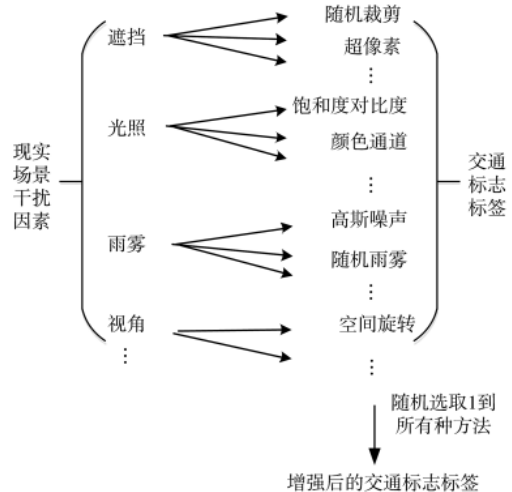 现实
场景
干扰
因素
遮挡
随机裁剪
超像素
光照
饱和度对比度
颜色通道
雨雾
高斯噪声
随机雨雾
视角
空间旋转
交通
标志
标签
随机选取1到
所有种方法
增强后的交通标志标签